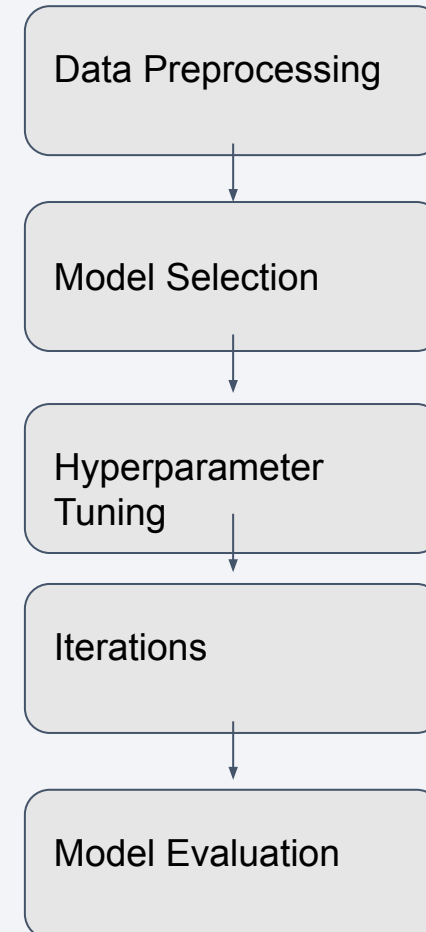 Data Preprocessing
Model Selection
Hyperparameter
Tuning
Iterations
Model Evaluation